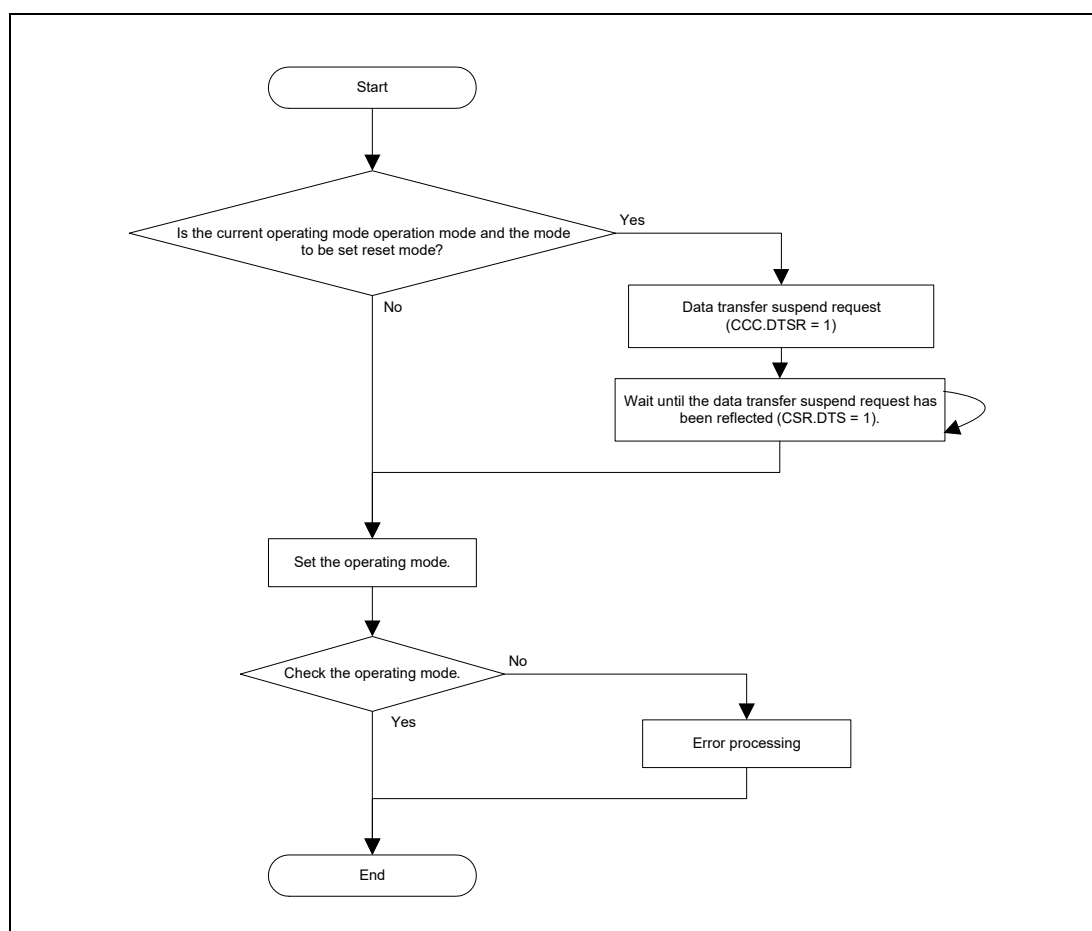 Start
Is the current operating mode operation mode and the mode
to be set reset mode?
Yes
No
Data transfer suspend request
(CCC.DTSR = 1)
Wait until the data transfer suspend request has
been reflected (CSR.DTS = 1).
Set the operating mode.
Check the operating mode.
No
Yes
Error processing
End